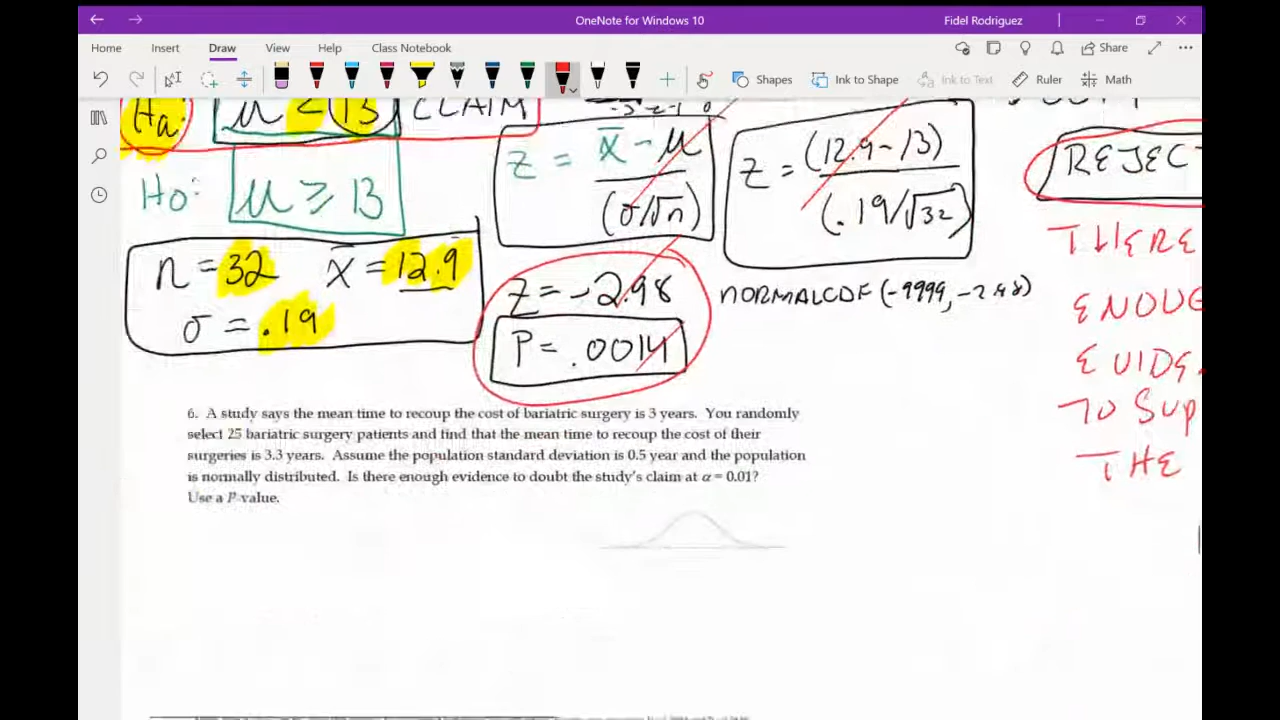 OneNote for Windows 10
Fidel Rodriguez
Home Insert Draw View Help Class Notebook
Share
Shapes Ink to Shape Ink to Text Ruler Math
Ha: μ < 13 CLAIM
Ho: μ ≥ 13
n = 32 x̄ = 12.9
σ = .19
z = x̄ - μ
(σ/√n)
z = (12.9 - 13)
(.19/√32)
z = -2.98
P = .0014
NORMALCDF (-9999, -2.98)
REJEC
THERE
ENOUG
EVIDE
TO SUP
THE
6. A study says the mean time to recoup the cost of bariatric surgery is 3 years. You randomly
select 25 bariatric surgery patients and find that the mean time to recoup the cost of their
surgeries is 3.3 years. Assume the population standard deviation is 0.5 year and the population
is normally distributed. Is there enough evidence to doubt the study's claim at α = 0.01?
Use a P-value.